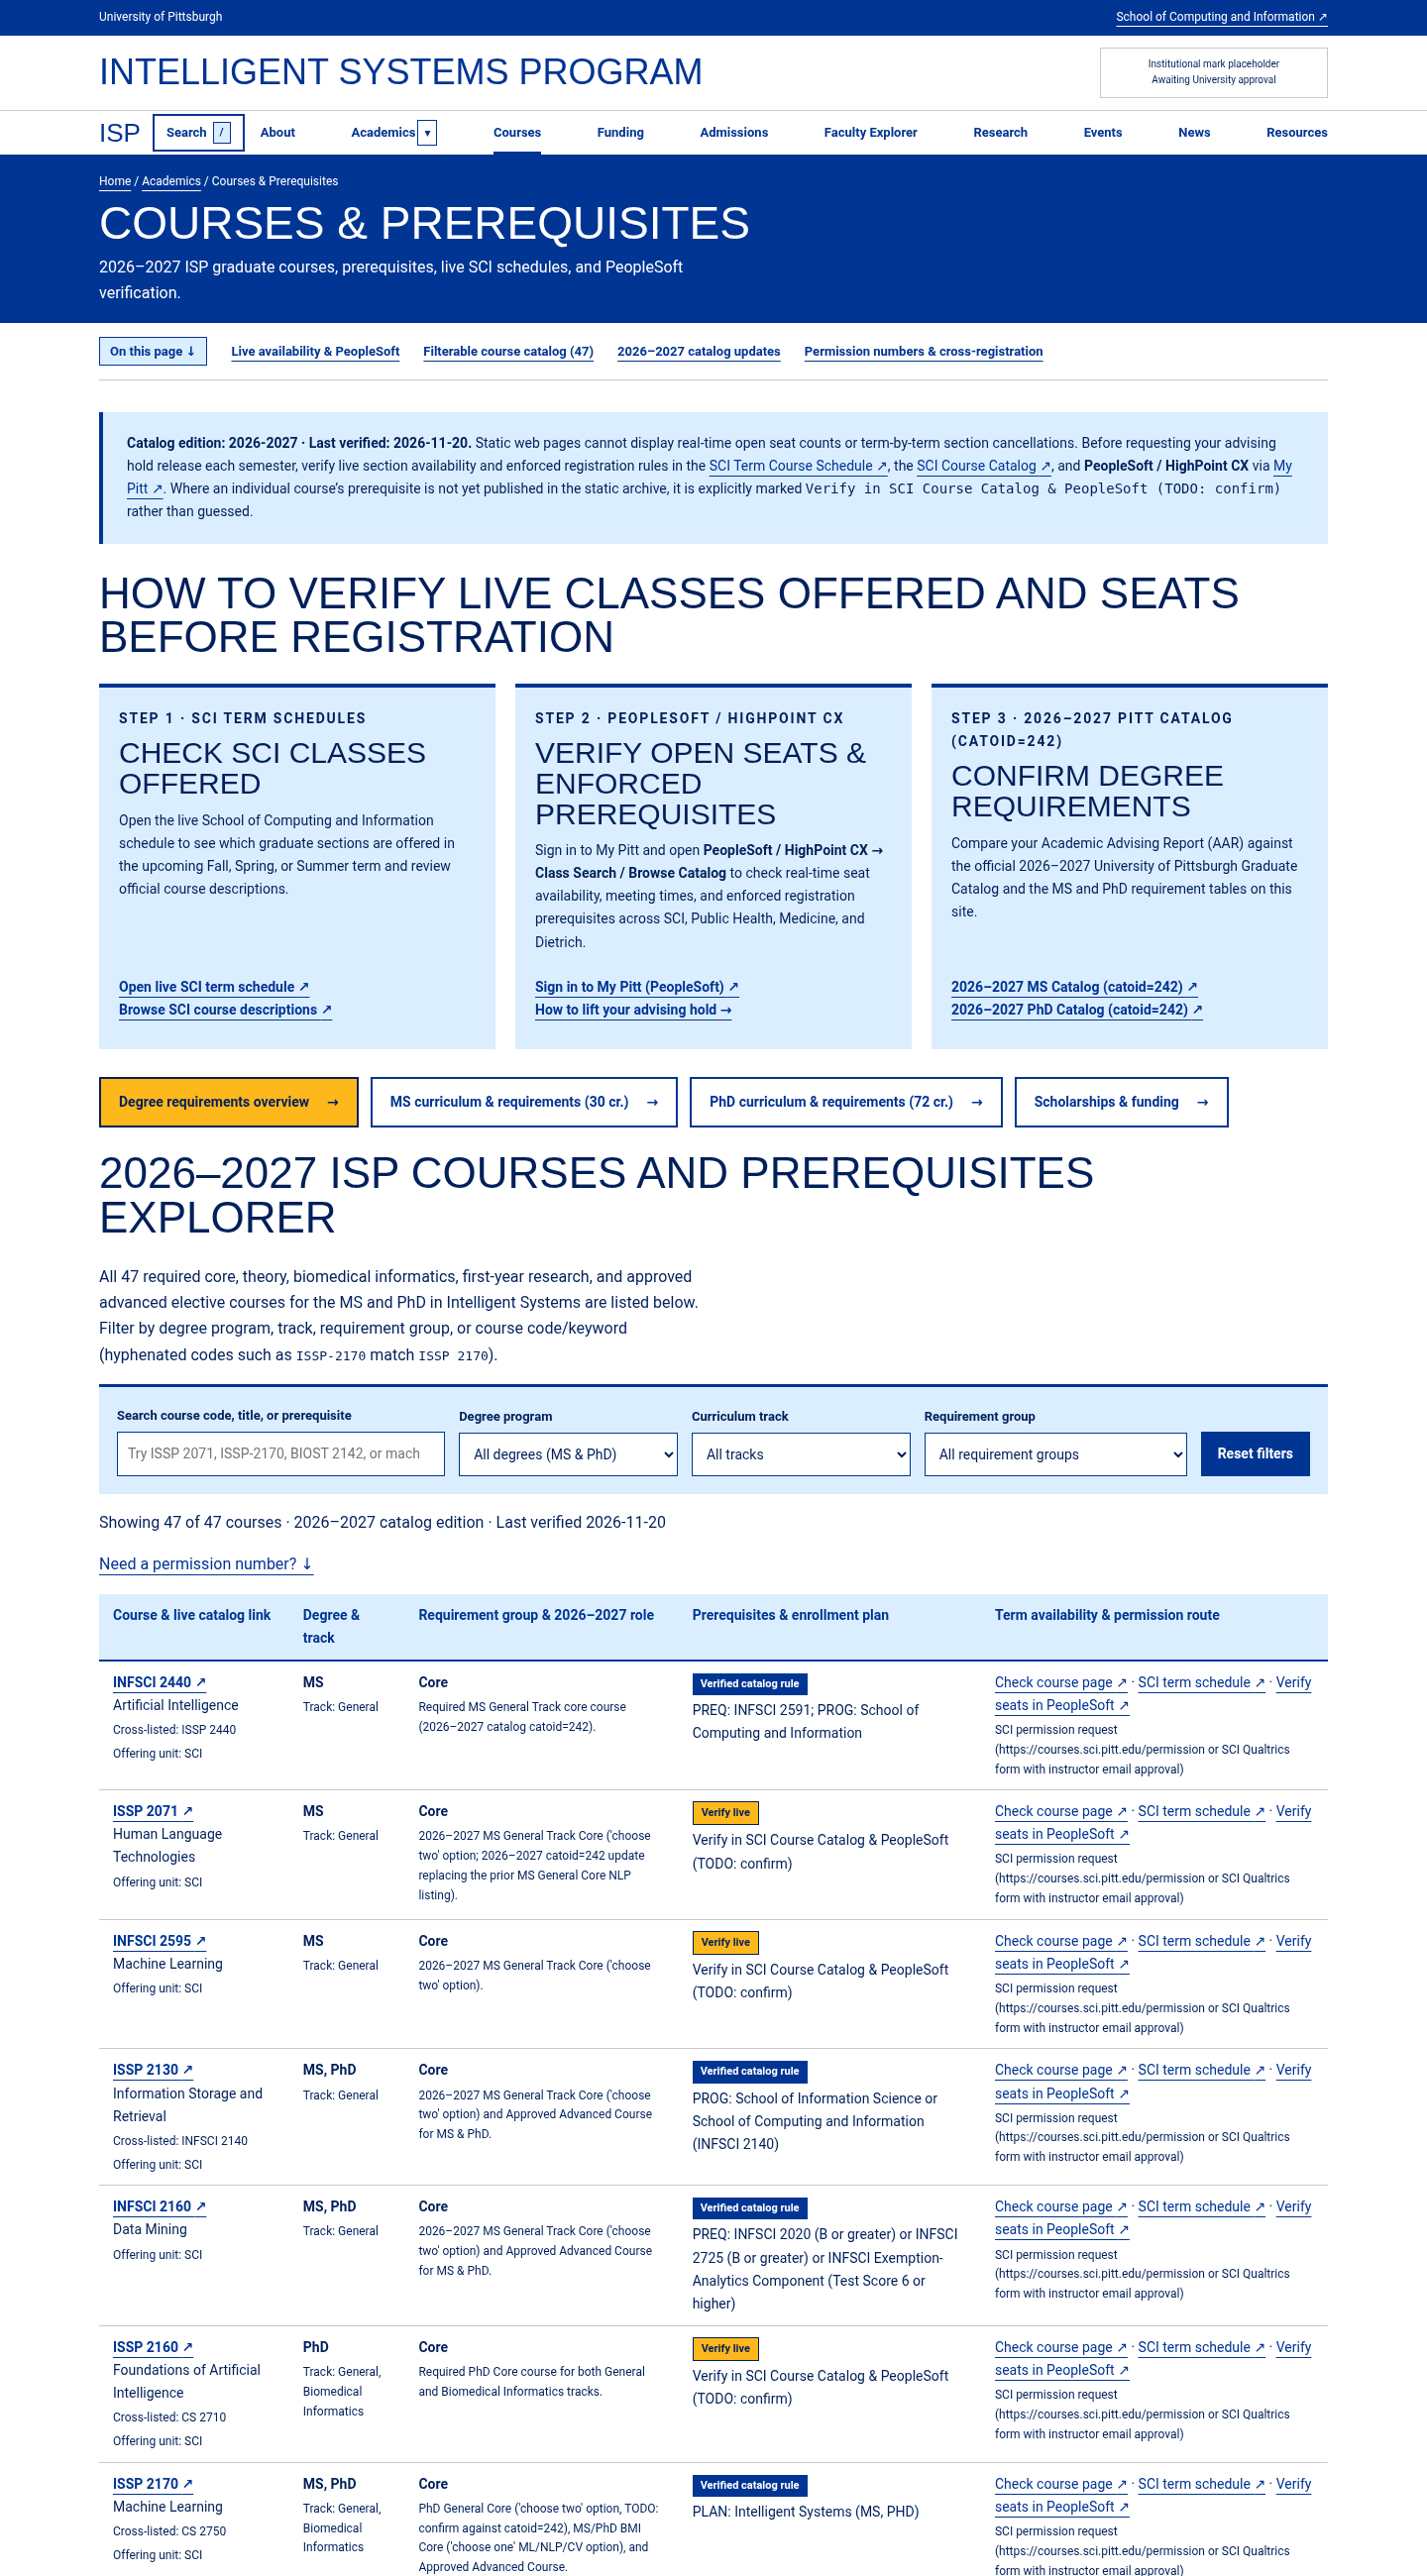 University of Pittsburgh
School of Computing and Information ↗
INTELLIGENT SYSTEMS PROGRAM
Institutional mark placeholder
Awaiting University approval
ISP
Search /
About
Academics ▾
Courses
Funding
Admissions
Faculty Explorer
Research
Events
News
Resources
Home / Academics / Courses & Prerequisites
COURSES & PREREQUISITES
2026–2027 ISP graduate courses, prerequisites, live SCI schedules, and PeopleSoft
verification.
On this page ↓
Live availability & PeopleSoft
Filterable course catalog (47)
2026–2027 catalog updates
Permission numbers & cross-registration
Catalog edition: 2026-2027 · Last verified: 2026-11-20. Static web pages cannot display real-time open seat counts or term-by-term section cancellations. Before requesting your advising
hold release each semester, verify live section availability and enforced registration rules in the SCI Term Course Schedule ↗, the SCI Course Catalog ↗, and PeopleSoft / HighPoint CX via My
Pitt ↗. Where an individual course’s prerequisite is not yet published in the static archive, it is explicitly marked Verify in SCI Course Catalog & PeopleSoft (TODO: confirm)
rather than guessed.
HOW TO VERIFY LIVE CLASSES OFFERED AND SEATS
BEFORE REGISTRATION
STEP 1 · SCI TERM SCHEDULES
CHECK SCI CLASSES
OFFERED
Open the live School of Computing and Information
schedule to see which graduate sections are offered in
the upcoming Fall, Spring, or Summer term and review
official course descriptions.
Open live SCI term schedule ↗
Browse SCI course descriptions ↗
STEP 2 · PEOPLESOFT / HIGHPOINT CX
VERIFY OPEN SEATS &
ENFORCED
PREREQUISITES
Sign in to My Pitt and open PeopleSoft / HighPoint CX →
Class Search / Browse Catalog to check real-time seat
availability, meeting times, and enforced registration
prerequisites across SCI, Public Health, Medicine, and
Dietrich.
Sign in to My Pitt (PeopleSoft) ↗
How to lift your advising hold →
STEP 3 · 2026–2027 PITT CATALOG
(CATOID=242)
CONFIRM DEGREE
REQUIREMENTS
Compare your Academic Advising Report (AAR) against
the official 2026–2027 University of Pittsburgh Graduate
Catalog and the MS and PhD requirement tables on this
site.
2026–2027 MS Catalog (catoid=242) ↗
2026–2027 PhD Catalog (catoid=242) ↗
Degree requirements overview →
MS curriculum & requirements (30 cr.) →
PhD curriculum & requirements (72 cr.) →
Scholarships & funding →
2026–2027 ISP COURSES AND PREREQUISITES
EXPLORER
All 47 required core, theory, biomedical informatics, first-year research, and approved
advanced elective courses for the MS and PhD in Intelligent Systems are listed below.
Filter by degree program, track, requirement group, or course code/keyword
(hyphenated codes such as ISSP-2170 match ISSP 2170).
Search course code, title, or prerequisite
Try ISSP 2071, ISSP-2170, BIOST 2142, or mach
Degree program
All degrees (MS & PhD)
Curriculum track
All tracks
Requirement group
All requirement groups
Reset filters
Showing 47 of 47 courses · 2026–2027 catalog edition · Last verified 2026-11-20
Need a permission number? ↓
Course & live catalog link
Degree &
track
Requirement group & 2026–2027 role
Prerequisites & enrollment plan
Term availability & permission route
INFSCI 2440 ↗
Artificial Intelligence
Cross-listed: ISSP 2440
Offering unit: SCI
MS
Track: General
Core
Required MS General Track core course
(2026–2027 catalog catoid=242).
Verified catalog rule
PREQ: INFSCI 2591; PROG: School of
Computing and Information
Check course page ↗ · SCI term schedule ↗ · Verify
seats in PeopleSoft ↗
SCI permission request
(https://courses.sci.pitt.edu/permission or SCI Qualtrics
form with instructor email approval)
ISSP 2071 ↗
Human Language
Technologies
Offering unit: SCI
MS
Track: General
Core
2026–2027 MS General Track Core ('choose
two' option; 2026–2027 catoid=242 update
replacing the prior MS General Core NLP
listing).
Verify live
Verify in SCI Course Catalog & PeopleSoft
(TODO: confirm)
Check course page ↗ · SCI term schedule ↗ · Verify
seats in PeopleSoft ↗
SCI permission request
(https://courses.sci.pitt.edu/permission or SCI Qualtrics
form with instructor email approval)
INFSCI 2595 ↗
Machine Learning
Offering unit: SCI
MS
Track: General
Core
2026–2027 MS General Track Core ('choose
two' option).
Verify live
Verify in SCI Course Catalog & PeopleSoft
(TODO: confirm)
Check course page ↗ · SCI term schedule ↗ · Verify
seats in PeopleSoft ↗
SCI permission request
(https://courses.sci.pitt.edu/permission or SCI Qualtrics
form with instructor email approval)
ISSP 2130 ↗
Information Storage and
Retrieval
Cross-listed: INFSCI 2140
Offering unit: SCI
MS, PhD
Track: General
Core
2026–2027 MS General Track Core ('choose
two' option) and Approved Advanced Course
for MS & PhD.
Verified catalog rule
PROG: School of Information Science or
School of Computing and Information
(INFSCI 2140)
Check course page ↗ · SCI term schedule ↗ · Verify
seats in PeopleSoft ↗
SCI permission request
(https://courses.sci.pitt.edu/permission or SCI Qualtrics
form with instructor email approval)
INFSCI 2160 ↗
Data Mining
Offering unit: SCI
MS, PhD
Track: General
Core
2026–2027 MS General Track Core ('choose
two' option) and Approved Advanced Course
for MS & PhD.
Verified catalog rule
PREQ: INFSCI 2020 (B or greater) or INFSCI
2725 (B or greater) or INFSCI Exemption-
Analytics Component (Test Score 6 or
higher)
Check course page ↗ · SCI term schedule ↗ · Verify
seats in PeopleSoft ↗
SCI permission request
(https://courses.sci.pitt.edu/permission or SCI Qualtrics
form with instructor email approval)
ISSP 2160 ↗
Foundations of Artificial
Intelligence
Cross-listed: CS 2710
Offering unit: SCI
PhD
Track: General,
Biomedical
Informatics
Core
Required PhD Core course for both General
and Biomedical Informatics tracks.
Verify live
Verify in SCI Course Catalog & PeopleSoft
(TODO: confirm)
Check course page ↗ · SCI term schedule ↗ · Verify
seats in PeopleSoft ↗
SCI permission request
(https://courses.sci.pitt.edu/permission or SCI Qualtrics
form with instructor email approval)
ISSP 2170 ↗
Machine Learning
Cross-listed: CS 2750
Offering unit: SCI
MS, PhD
Track: General,
Biomedical
Informatics
Core
PhD General Core ('choose two' option, TODO:
confirm against catoid=242), MS/PhD BMI
Core ('choose one' ML/NLP/CV option), and
Approved Advanced Course.
Verified catalog rule
PLAN: Intelligent Systems (MS, PHD)
Check course page ↗ · SCI term schedule ↗ · Verify
seats in PeopleSoft ↗
SCI permission request
(https://courses.sci.pitt.edu/permission or SCI Qualtrics
form with instructor email approval)